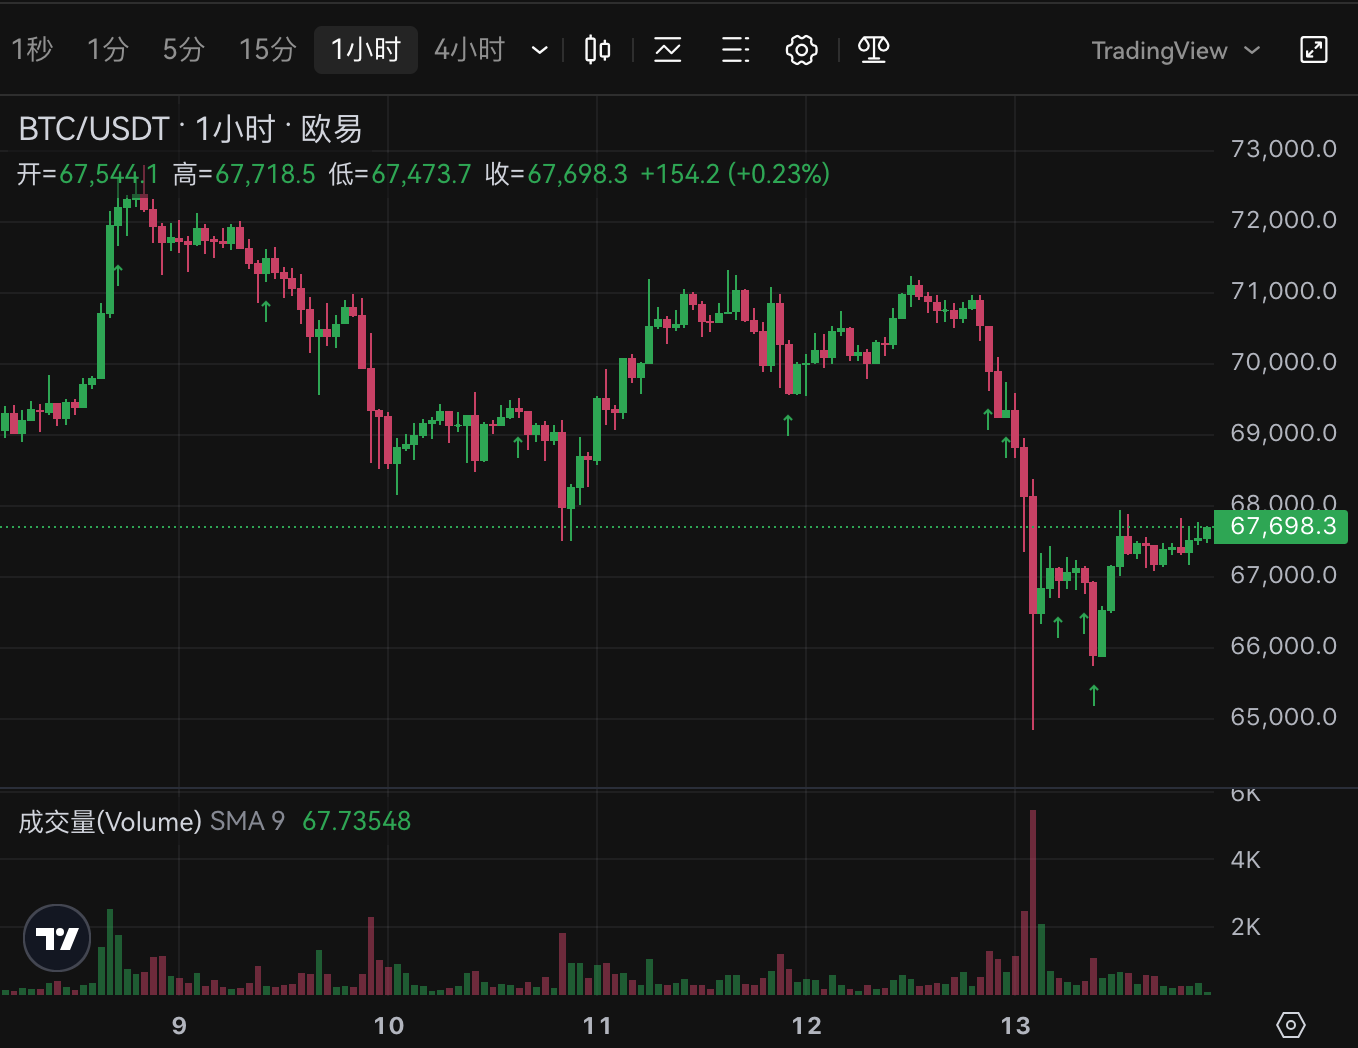 1秒 1分 5分 15分 1小时 4小时 TradingView
BTC/USDT · 1小时 · 欧易
开=67,544.1 高=67,718.5 低=67,473.7 收=67,698.3 +154.2 (+0.23%)
73,000.0
72,000.0
71,000.0
70,000.0
69,000.0
68,000.0
67,698.3
67,000.0
66,000.0
65,000.0
6K
成交量(Volume) SMA 9 67.73548
4K
2K
9 10 11 12 13